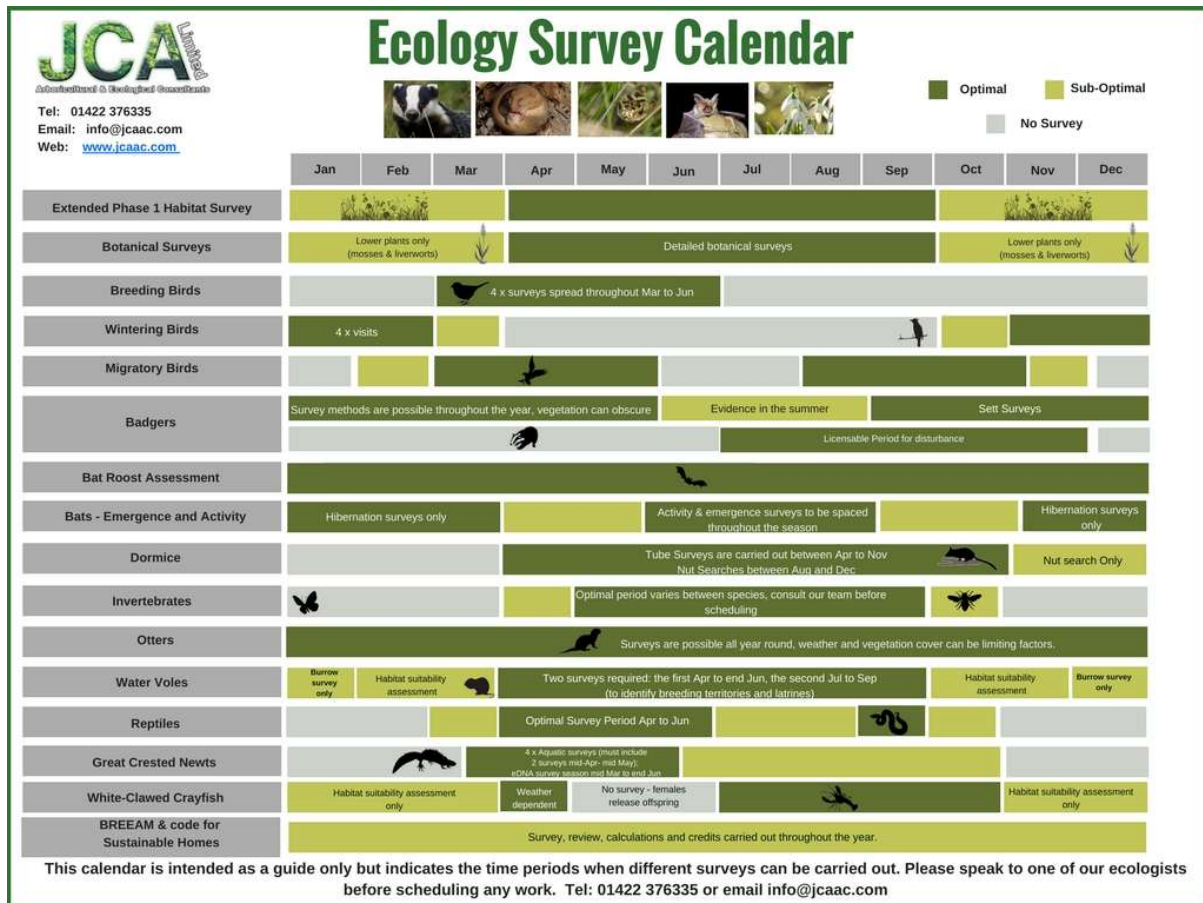 JCA
Limited
Arboricultural & Ecological Consultants
Tel: 01422 376335
Email: info@jcaac.com
Web: www.jcaac.com
Ecology Survey Calendar
Optimal
Sub-Optimal
No Survey
Jan Feb Mar Apr May Jun Jul Aug Sep Oct Nov Dec
Extended Phase 1 Habitat Survey
Botanical Surveys
Lower plants only
(mosses & liverworts)
Detailed botanical surveys
Lower plants only
(mosses & liverworts)
Breeding Birds
4 x surveys spread throughout Mar to Jun
Wintering Birds
4 x visits
Migratory Birds
Badgers
Survey methods are possible throughout the year, vegetation can obscure
Evidence in the summer
Sett Surveys
Licensable Period for disturbance
Bat Roost Assessment
Bats - Emergence and Activity
Hibernation surveys only
Activity & emergence surveys to be spaced
throughout the season
Hibernation surveys
only
Dormice
Tube Surveys are carried out between Apr to Nov
Nut Searches between Aug and Dec
Nut search Only
Invertebrates
Optimal period varies between species, consult our team before
scheduling
Otters
Surveys are possible all year round, weather and vegetation cover can be limiting factors.
Water Voles
Burrow
survey
only
Habitat suitability
assessment
Two surveys required: the first Apr to end Jun, the second Jul to Sep
(to identify breeding territories and latrines)
Habitat suitability
assessment
Burrow survey
only
Reptiles
Optimal Survey Period Apr to Jun
Great Crested Newts
4 x Aquatic surveys (must include
2 surveys mid-Apr- mid May);
eDNA survey season mid Mar to end Jun
White-Clawed Crayfish
Habitat suitability assessment
only
Weather
dependent
No survey - females
release offspring
Habitat suitability assessment
only
BREEAM & code for
Sustainable Homes
Survey, review, calculations and credits carried out throughout the year.
This calendar is intended as a guide only but indicates the time periods when different surveys can be carried out. Please speak to one of our ecologists
before scheduling any work. Tel: 01422 376335 or email info@jcaac.com